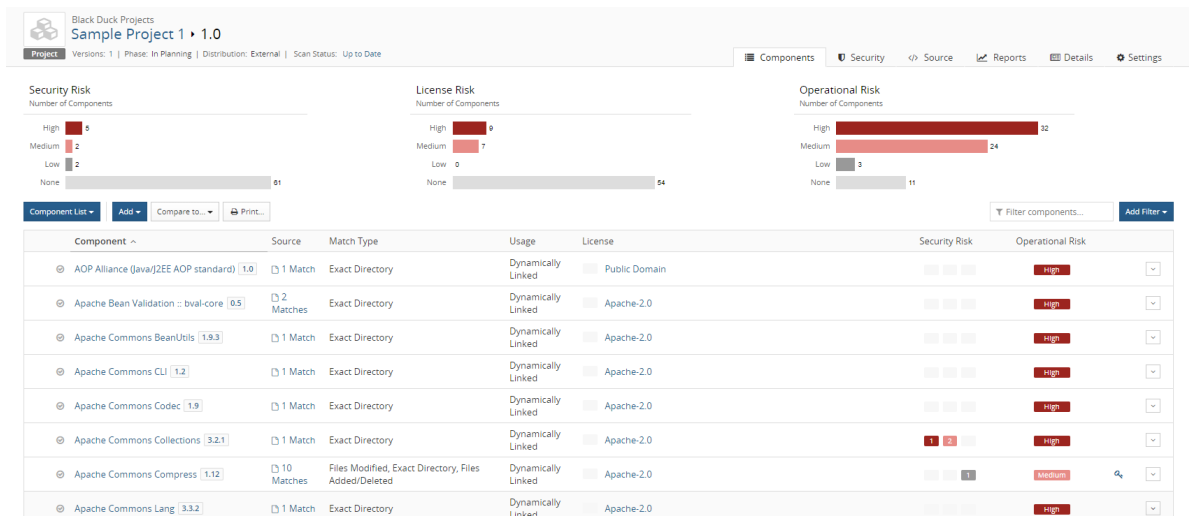 Black Duck Projects
Sample Project 1 ▸ 1.0
Project Versions: 1 | Phase: In Planning | Distribution: External | Scan Status: Up to Date
Components Security Source Reports Details Settings
Security Risk
Number of Components
High 5
Medium 2
Low 2
None 61
License Risk
Number of Components
High 9
Medium 7
Low 0
None 54
Operational Risk
Number of Components
High 32
Medium 24
Low 3
None 11
Component List Add Compare to... Print... Filter components... Add Filter
Component Source Match Type Usage License Security Risk Operational Risk
AOP Alliance (Java/J2EE AOP standard) 1.0 1 Match Exact Directory Dynamically Linked Public Domain High
Apache Bean Validation :: bval-core 0.5 2 Matches Exact Directory Dynamically Linked Apache-2.0 High
Apache Commons BeanUtils 1.9.3 1 Match Exact Directory Dynamically Linked Apache-2.0 High
Apache Commons CLI 1.2 1 Match Exact Directory Dynamically Linked Apache-2.0 High
Apache Commons Codec 1.9 1 Match Exact Directory Dynamically Linked Apache-2.0 High
Apache Commons Collections 3.2.1 1 Match Exact Directory Dynamically Linked Apache-2.0 1 2 High
Apache Commons Compress 1.12 10 Matches Files Modified, Exact Directory, Files Added/Deleted Dynamically Linked Apache-2.0 1 Medium
Apache Commons Lang 3.3.2 1 Match Exact Directory Dynamically Linked Apache-2.0 High